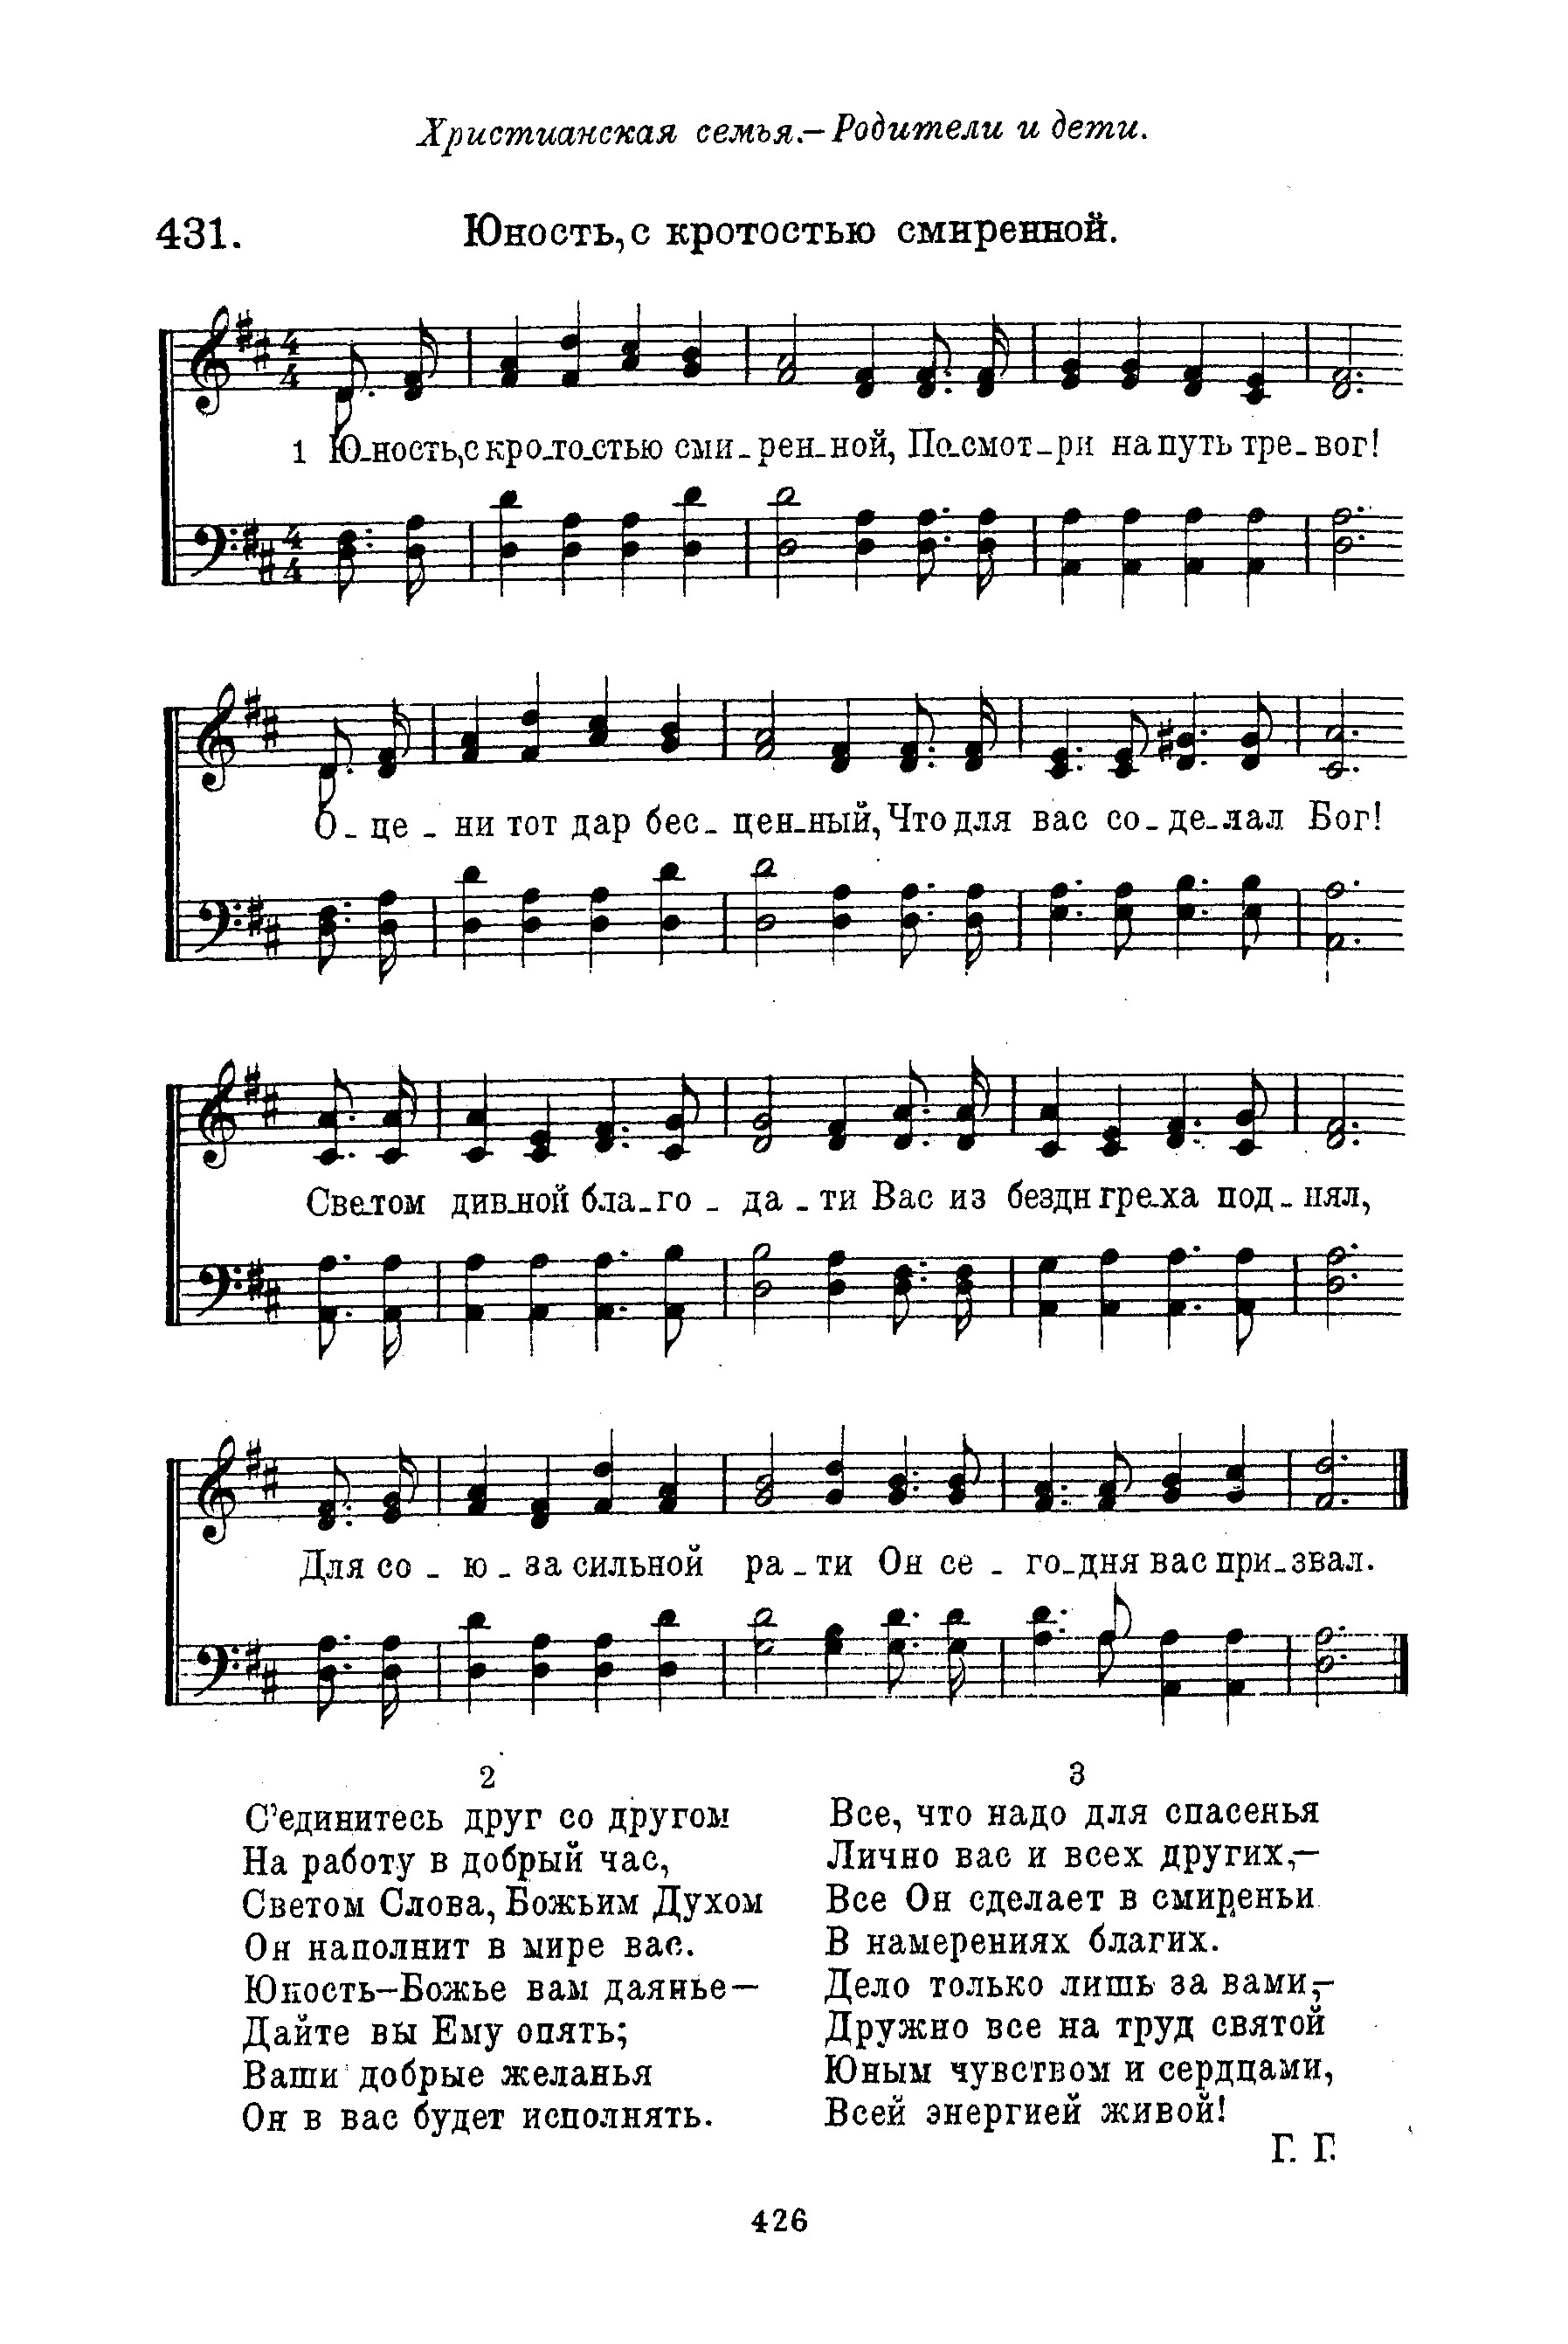 Христианская семья.—Родители и дети.
431. Юность, с кротостью смиренной.
1 Ю-ность, с кро-то-стью сми-рен-ной, По-смот-ри на путь тре-вог!
О-це-ни тот дар бес-цен-ный, Что для вас со-де-лал Бог!
Све-том див-ной бла-го-да-ти Вас из бездн гре-ха под-нял,
Для со-ю-за сильной ра-ти Он се-го-дня вас при-звал.
2
С'единитесь друг со другом
На работу в добрый час,
Светом Слова, Божьим Духом
Он наполнит в мире вас.
Юность—Божье вам даянье—
Дайте вы Ему опять;
Ваши добрые желанья
Он в вас будет исполнять.
3
Все, что надо для спасенья
Лично вас и всех других,—
Все Он сделает в смиреньи
В намерениях благих.
Дело только лишь за вами,—
Дружно все на труд святой
Юным чувством и сердцами,
Всей энергией живой!
Г. Г.
426